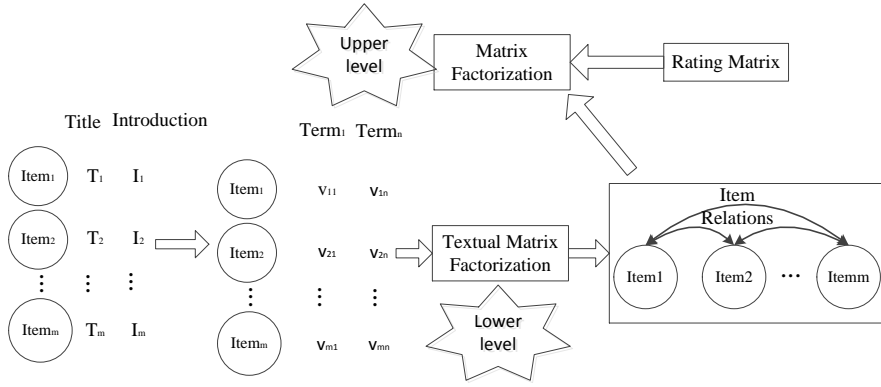 Upper
level
Matrix
Factorization
Rating Matrix
Title Introduction
Term₁ Termₙ
Item₁ T₁ I₁
Item₂ T₂ I₂
⋮ ⋮ ⋮
Itemₘ Tₘ Iₘ
Item₁ v₁₁ v₁ₙ
Item₂ v₂₁ v₂ₙ
⋮ ⋮ ⋮
Itemₘ vₘ₁ vₘₙ
Textual Matrix
Factorization
Lower
level
Item
Relations
Item1 Item2 ··· Itemm